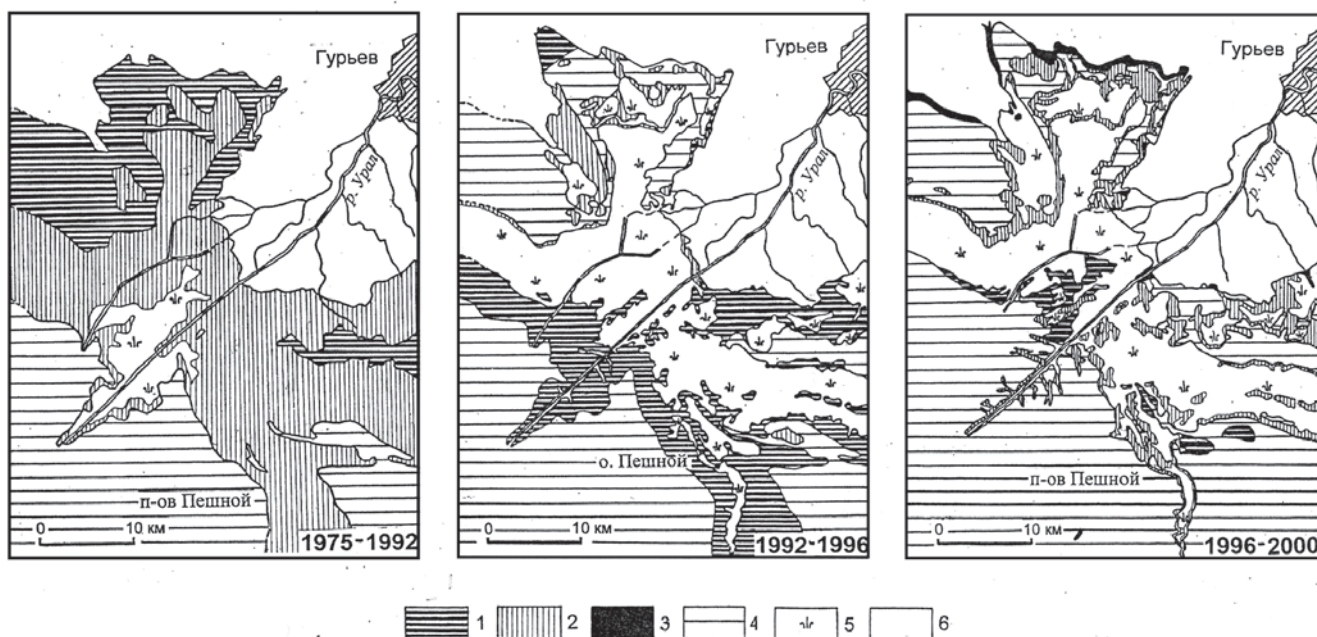 Гурьев
р. Урал
п-ов Пешной
0 10 км
1975-1992
Гурьев
р. Урал
о. Пешной
0 10 км
1992-1996
Гурьев
р. Урал
п-ов Пешной
0 10 км
1996-2000
1 2 3 4 5 6